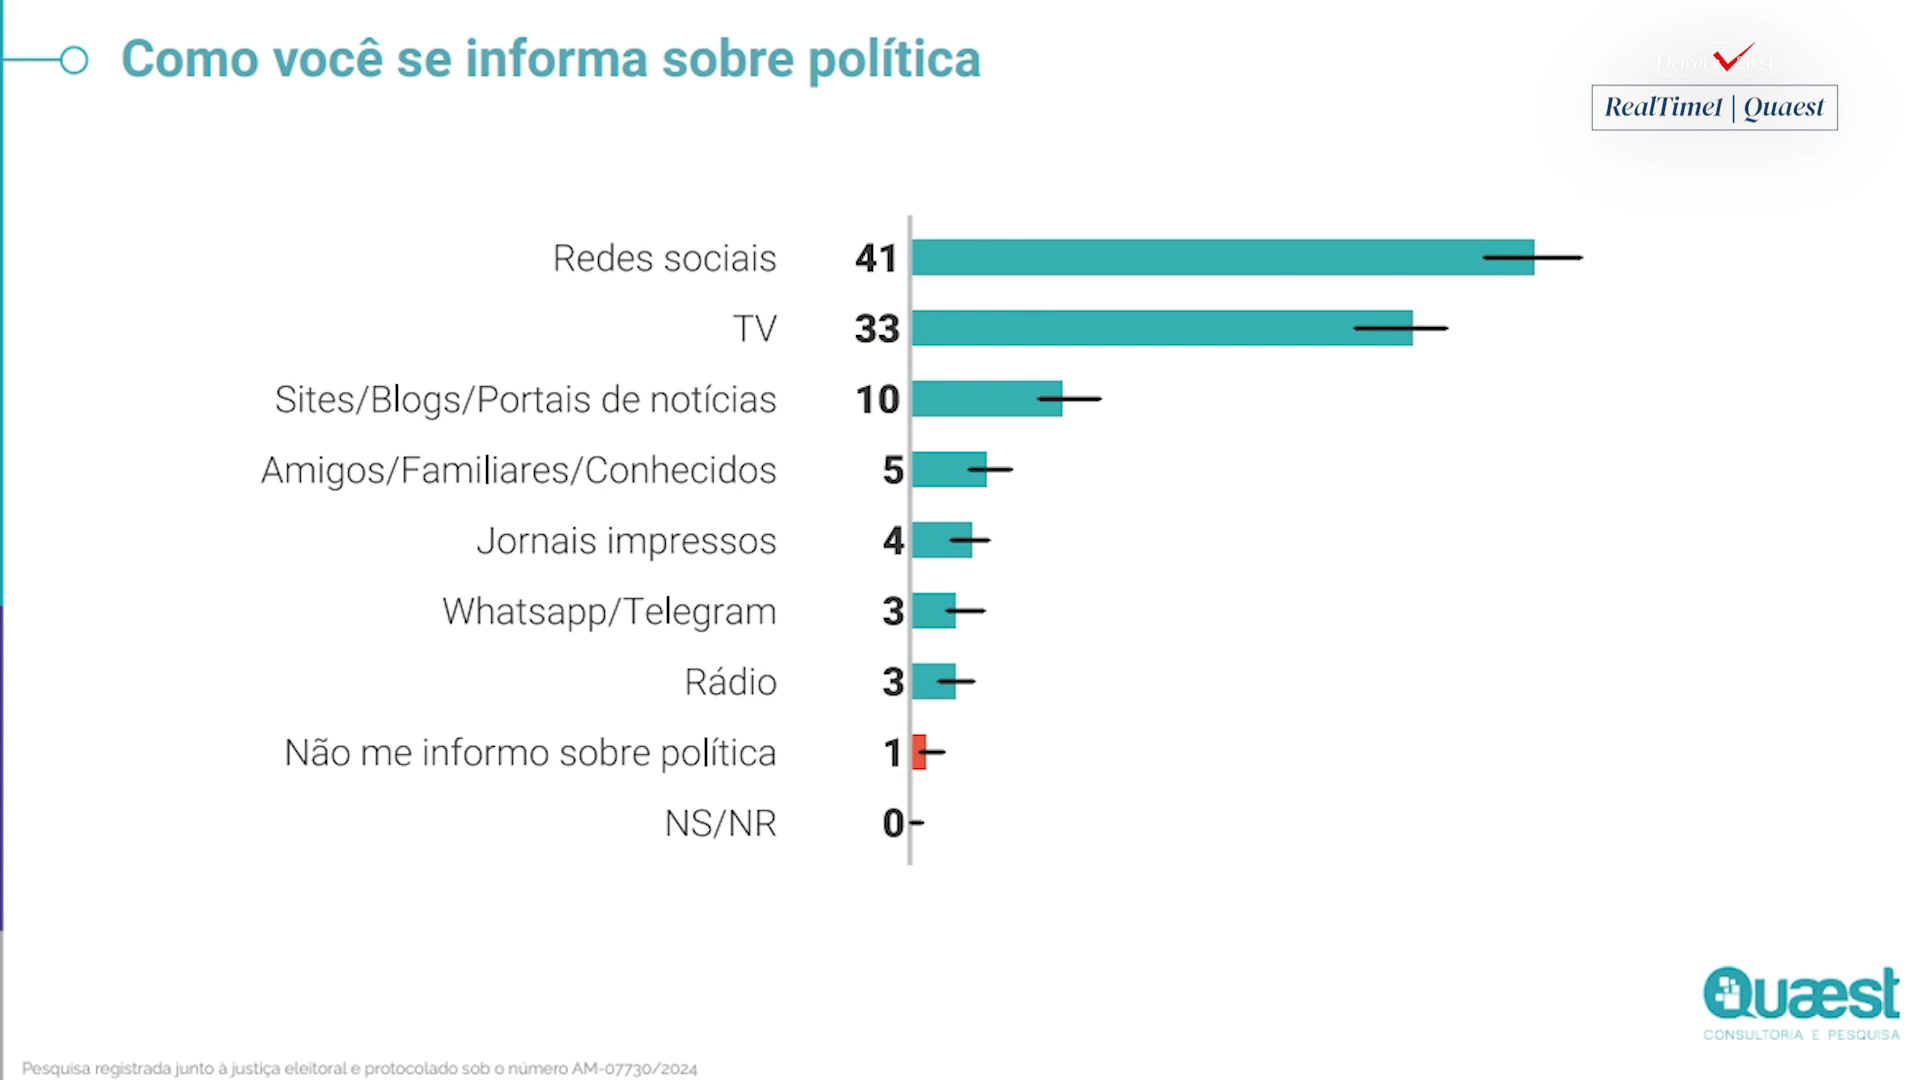 Como você se informa sobre política
Eleições 2024
RealTime1 | Quaest
Redes sociais 41
TV 33
Sites/Blogs/Portais de notícias 10
Amigos/Familiares/Conhecidos 5
Jornais impressos 4
Whatsapp/Telegram 3
Rádio 3
Não me informo sobre política 1
NS/NR 0
Quaest
CONSULTORIA E PESQUISA
Pesquisa registrada junto à justiça eleitoral e protocolado sob o número AM-07730/2024